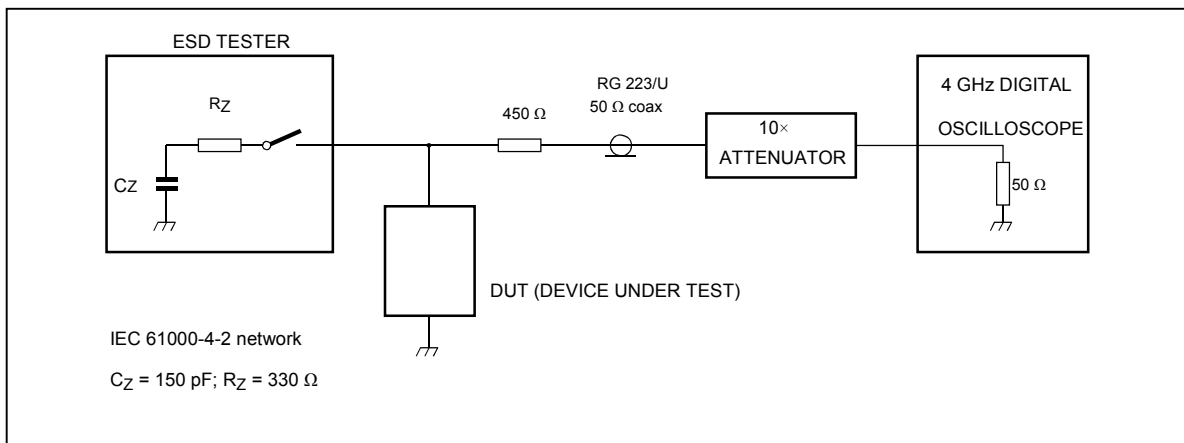 ESD TESTER
RZ
CZ
450 Ω
RG 223/U
50 Ω coax
10×
ATTENUATOR
4 GHz DIGITAL
OSCILLOSCOPE
50 Ω
DUT (DEVICE UNDER TEST)
IEC 61000-4-2 network
CZ = 150 pF; RZ = 330 Ω